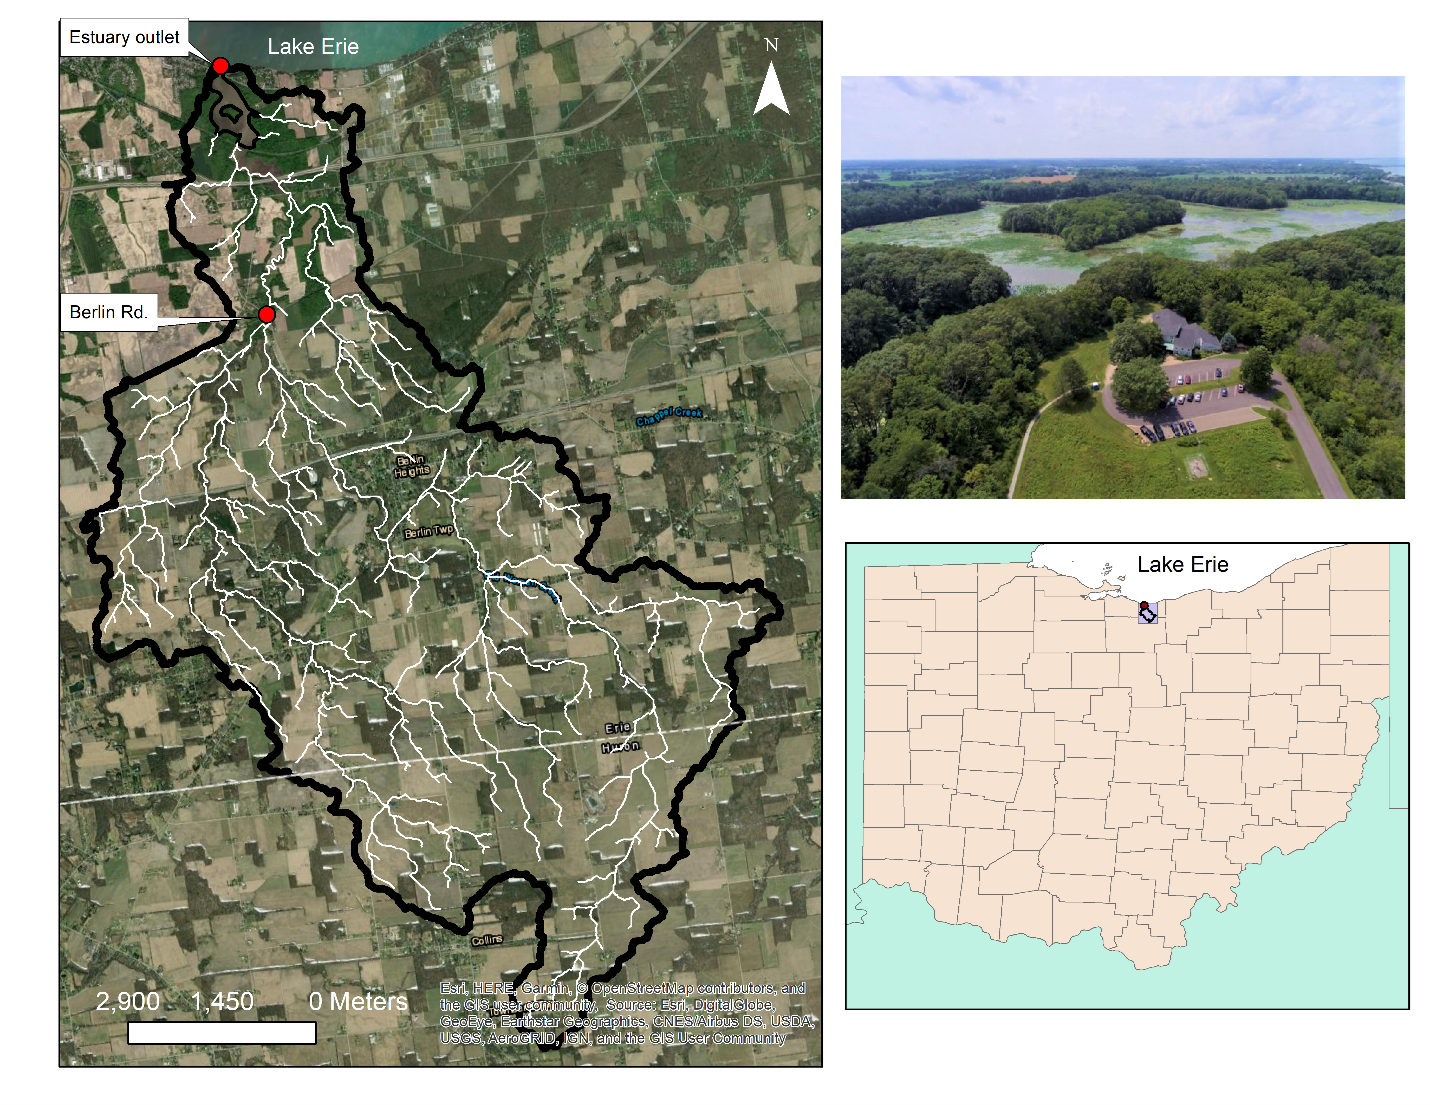 Estuary outlet
Lake Erie
N
Berlin Rd.
Chappel Creek
Berlin
Heights
Berlin Twp
Erie
Huron
Collins
2,900 1,450 0 Meters
Esri, HERE, Garmin, © OpenStreetMap contributors, and
the GIS user community, Source: Esri, DigitalGlobe,
GeoEye, Earthstar Geographics, CNES/Airbus DS, USDA,
USGS, AeroGRID, IGN, and the GIS User Community
Lake Erie